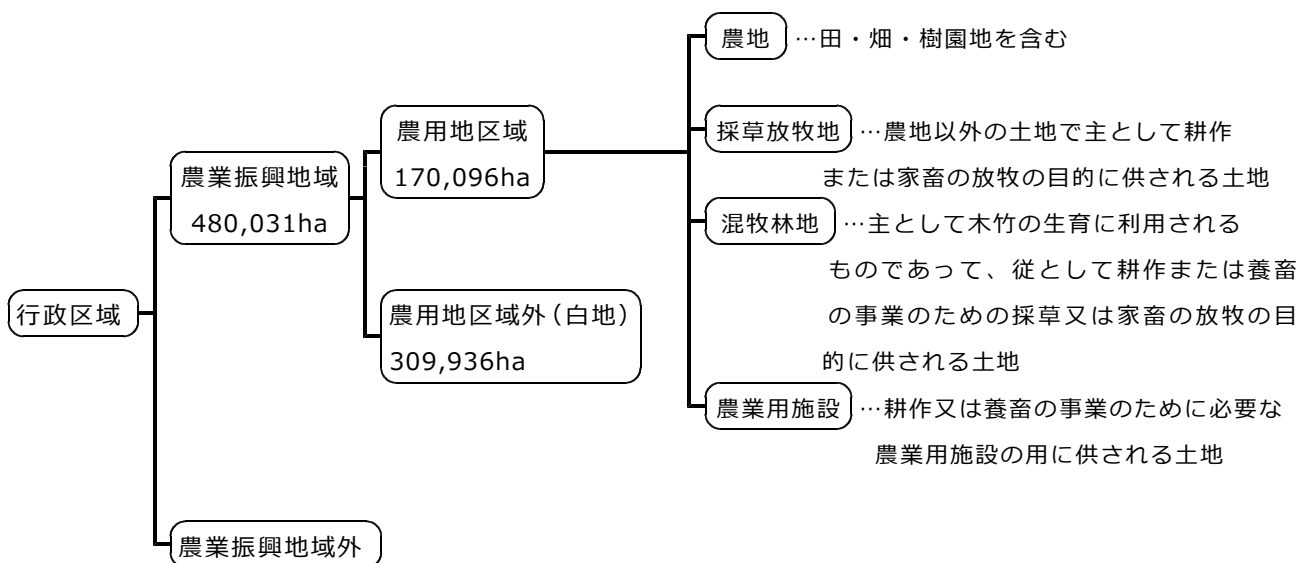 行政区域
農業振興地域
480,031ha
農業振興地域外
農用地区域
170,096ha
農用地区域外（白地）
309,936ha
農地 …田・畑・樹園地を含む
採草放牧地 …農地以外の土地で主として耕作
または家畜の放牧の目的に供される土地
混牧林地 …主として木竹の生育に利用される
ものであって、従として耕作または養畜
の事業のための採草又は家畜の放牧の目
的に供される土地
農業用施設 …耕作又は養畜の事業のために必要な
農業用施設の用に供される土地